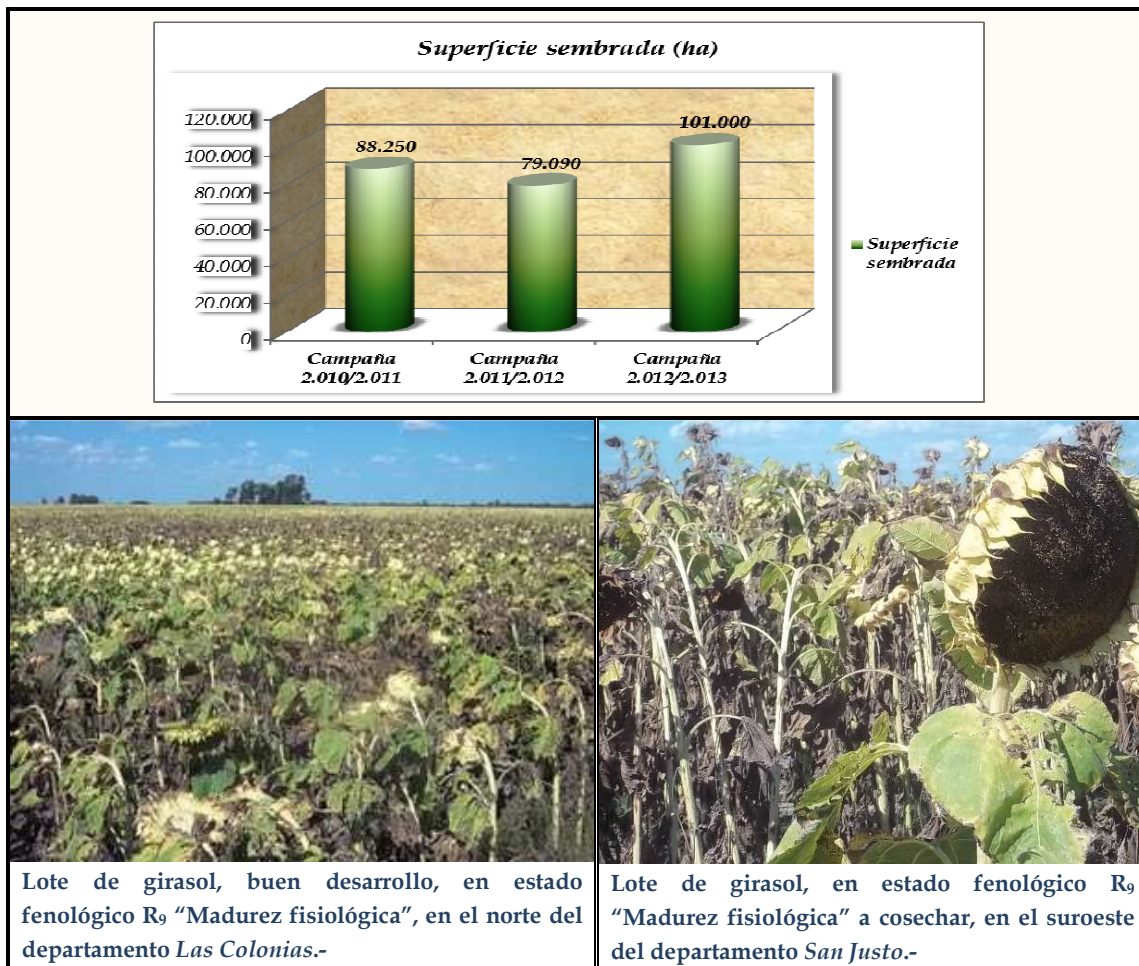 Superficie sembrada (ha)
120.000
100.000
80.000
60.000
40.000
20.000
0
88.250
79.090
101.000
Campaña
2.010/2.011
Campaña
2.011/2.012
Campaña
2.012/2.013
Superficie
sembrada
Lote de girasol, buen desarrollo, en estado
fenológico R₉ “Madurez fisiológica”, en el norte del
departamento Las Colonias.-
Lote de girasol, en estado fenológico R₉
“Madurez fisiológica” a cosechar, en el suroeste
del departamento San Justo.-